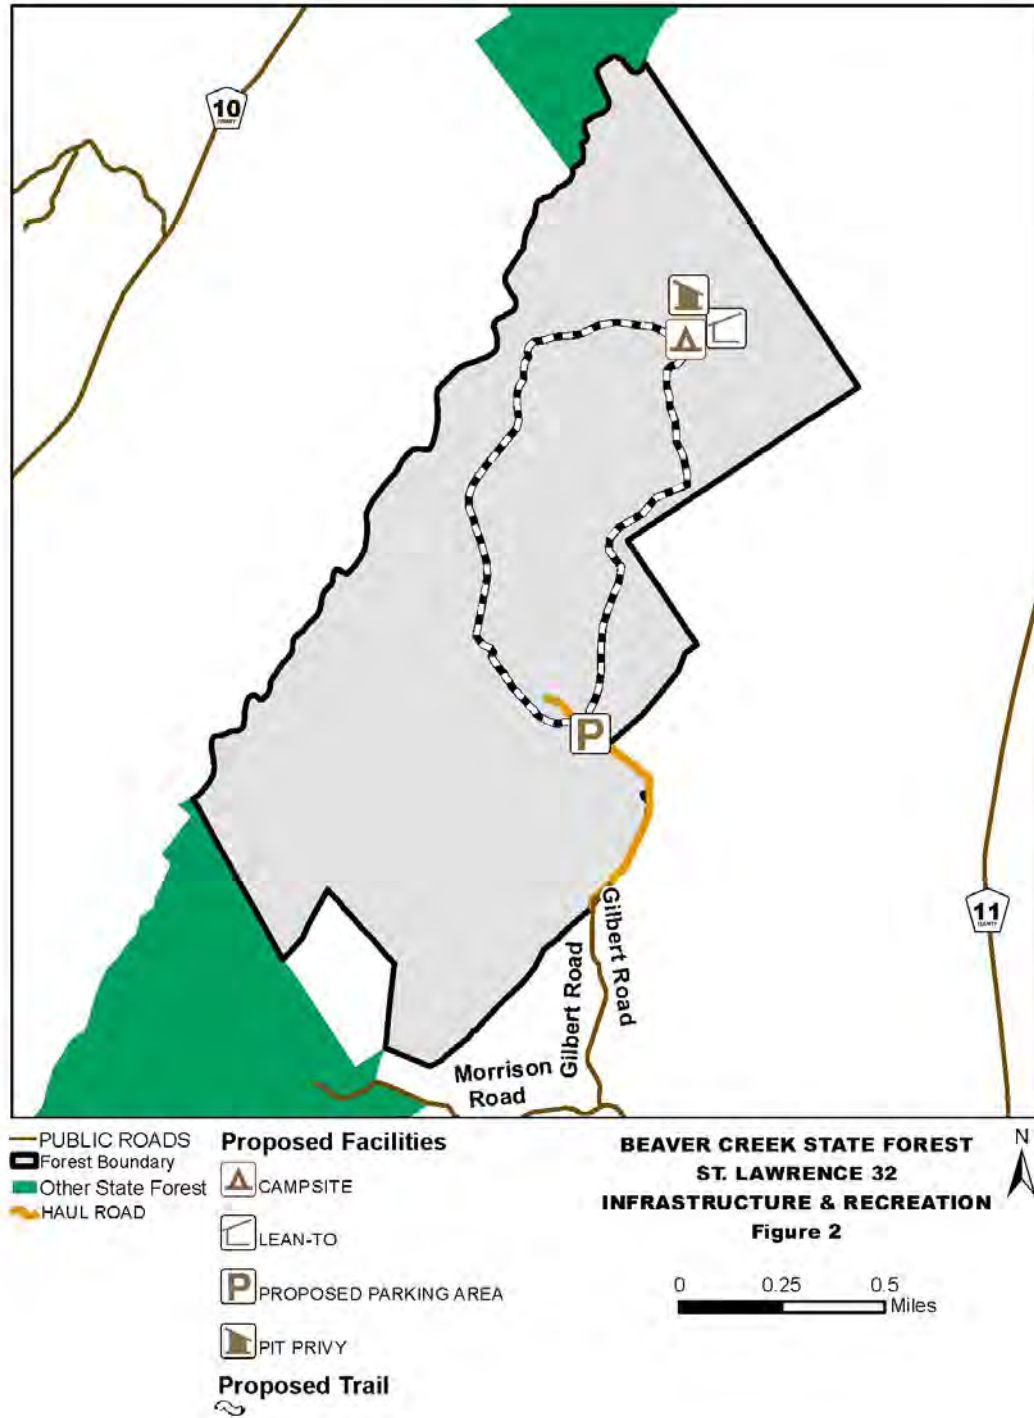 10
COUNTY
11
COUNTY
Gilbert Road
Gilbert Road
Morrison
Road
P
PUBLIC ROADS
Forest Boundary
Other State Forest
HAUL ROAD
Proposed Facilities
CAMPSITE
LEAN-TO
P PROPOSED PARKING AREA
PIT PRIVY
Proposed Trail
BEAVER CREEK STATE FOREST
ST. LAWRENCE 32
INFRASTRUCTURE & RECREATION
Figure 2
N
0 0.25 0.5
Miles